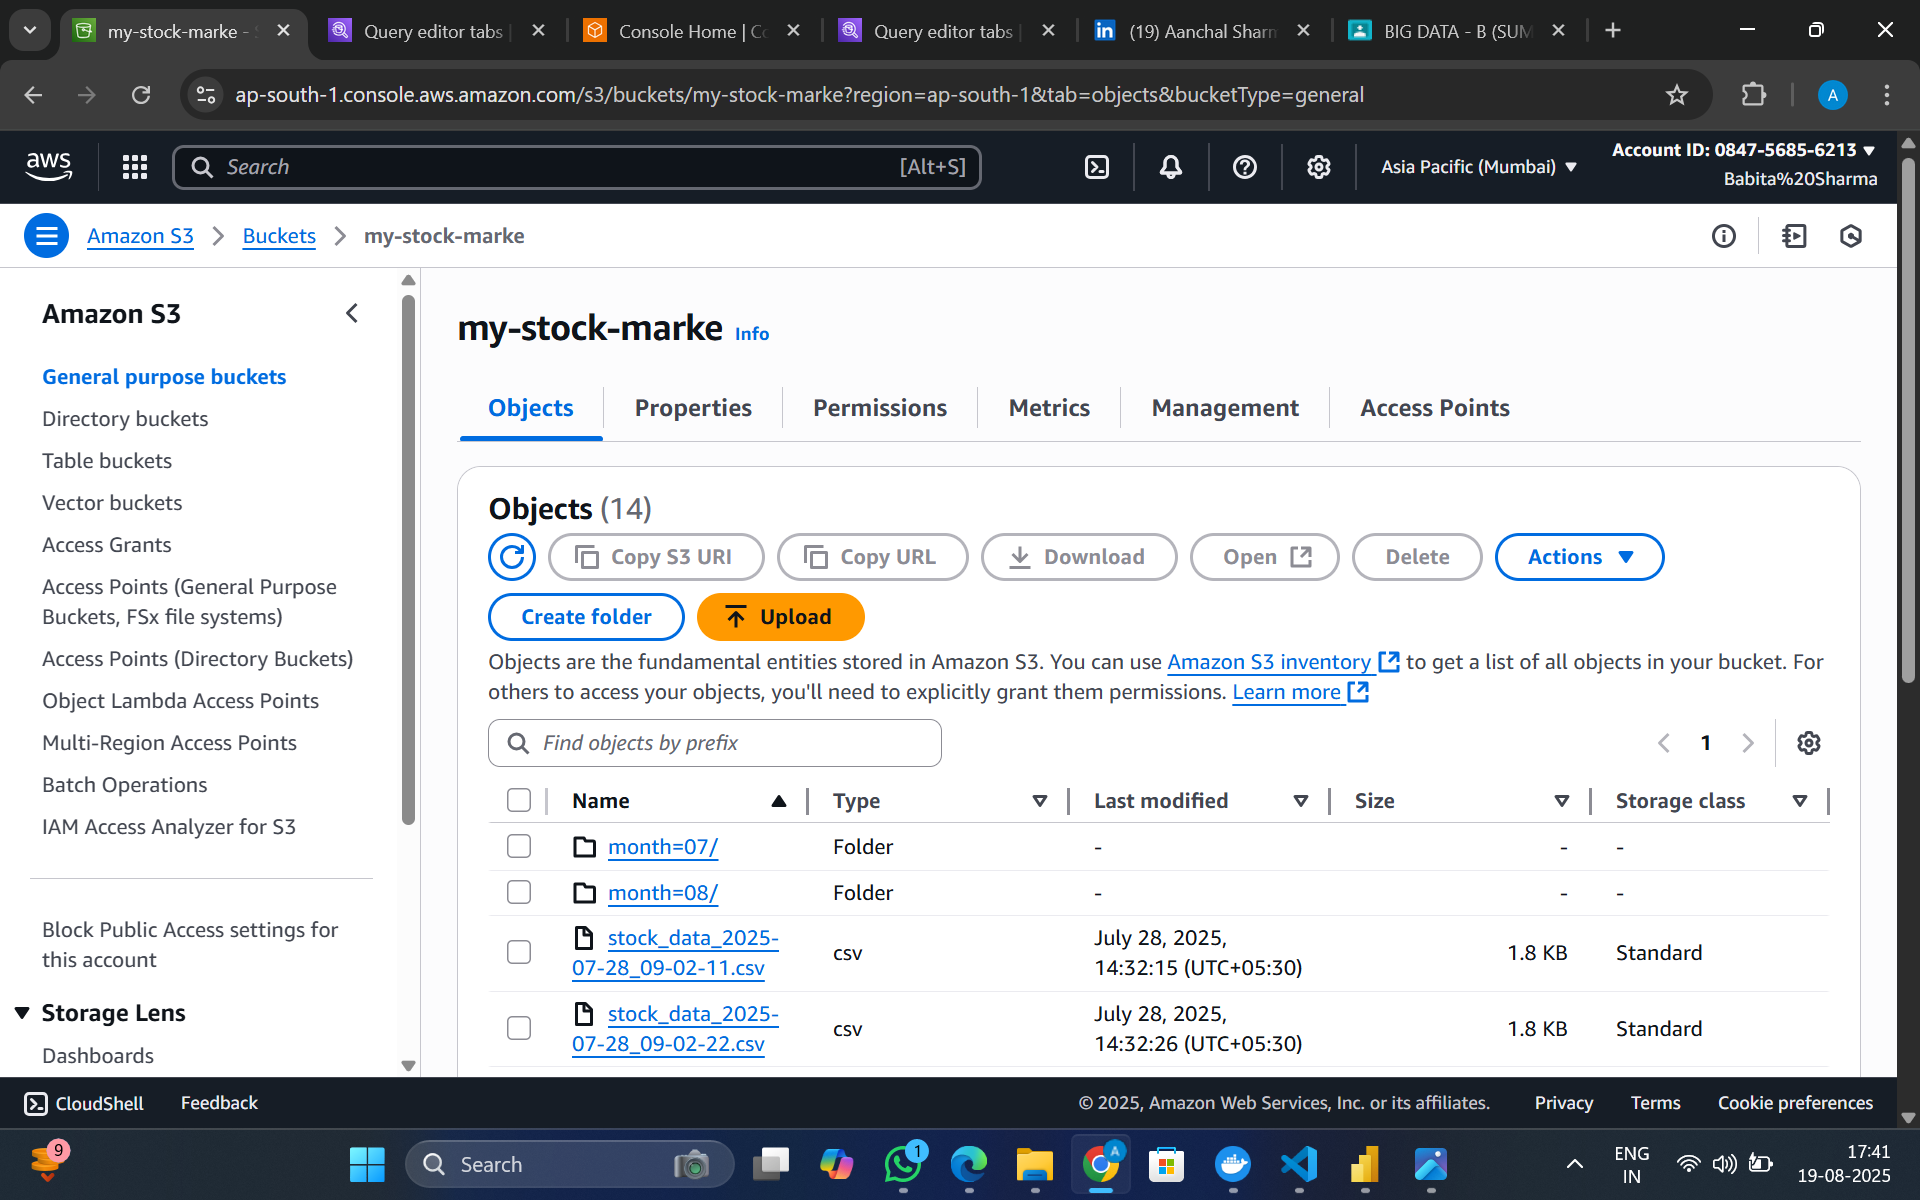 my-stock-marke - S
Query editor tabs
Console Home | Co
Query editor tabs
(19) Aanchal Sharm
BIG DATA - B (SUM
ap-south-1.console.aws.amazon.com/s3/buckets/my-stock-marke?region=ap-south-1&tab=objects&bucketType=general
A
aws
Search
[Alt+S]
Asia Pacific (Mumbai)
Account ID: 0847-5685-6213
Babita%20Sharma
Amazon S3
Buckets
my-stock-marke
Amazon S3
General purpose buckets
Directory buckets
Table buckets
Vector buckets
Access Grants
Access Points (General Purpose
Buckets, FSx file systems)
Access Points (Directory Buckets)
Object Lambda Access Points
Multi-Region Access Points
Batch Operations
IAM Access Analyzer for S3
Block Public Access settings for
this account
Storage Lens
Dashboards
my-stock-marke Info
Objects
Properties
Permissions
Metrics
Management
Access Points
Objects (14)
Copy S3 URI
Copy URL
Download
Open
Delete
Actions
Create folder
Upload
Objects are the fundamental entities stored in Amazon S3. You can use Amazon S3 inventory to get a list of all objects in your bucket. For
others to access your objects, you'll need to explicitly grant them permissions. Learn more
Find objects by prefix
1
Name Type Last modified Size Storage class
month=07/ Folder - - -
month=08/ Folder - - -
stock_data_2025-
07-28_09-02-11.csv
csv
July 28, 2025,
14:32:15 (UTC+05:30)
1.8 KB
Standard
stock_data_2025-
07-28_09-02-22.csv
csv
July 28, 2025,
14:32:26 (UTC+05:30)
1.8 KB
Standard
CloudShell
Feedback
© 2025, Amazon Web Services, Inc. or its affiliates.
Privacy
Terms
Cookie preferences
9
Search
1
A
ENG
IN
17:41
19-08-2025